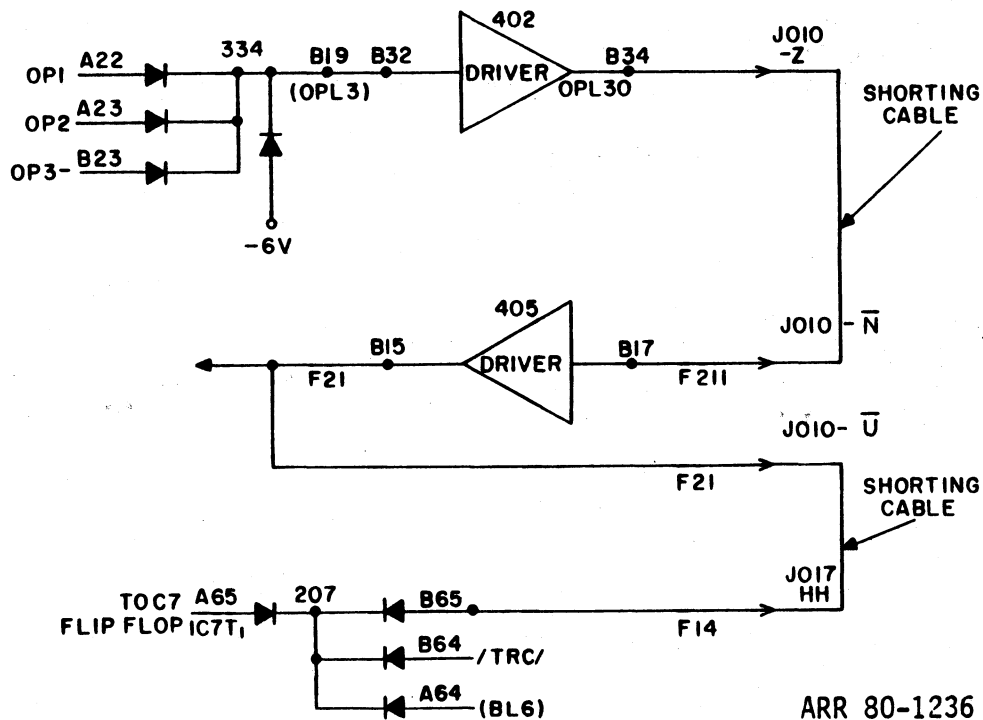 402
J010
-Z
OP1 A22
334
B19
(OPL3)
B32
DRIVER
B34
OPL30
SHORTING
CABLE
OP2 A23
OP3- B23
-6V
405
J010 - N̅
B15
DRIVER
B17
F21
F211
J010- U̅
F21
SHORTING
CABLE
J017
HH
TO C7
FLIP FLOP
A65
1C7T₁
207
B65
F14
B64
/TRC/
A64
(BL6)
ARR 80-1236